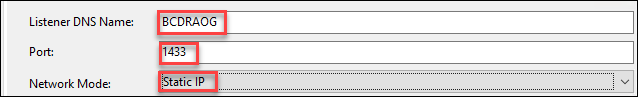 Listener DNS Name: BCDRAOG
Port: 1433
Network Mode: Static IP